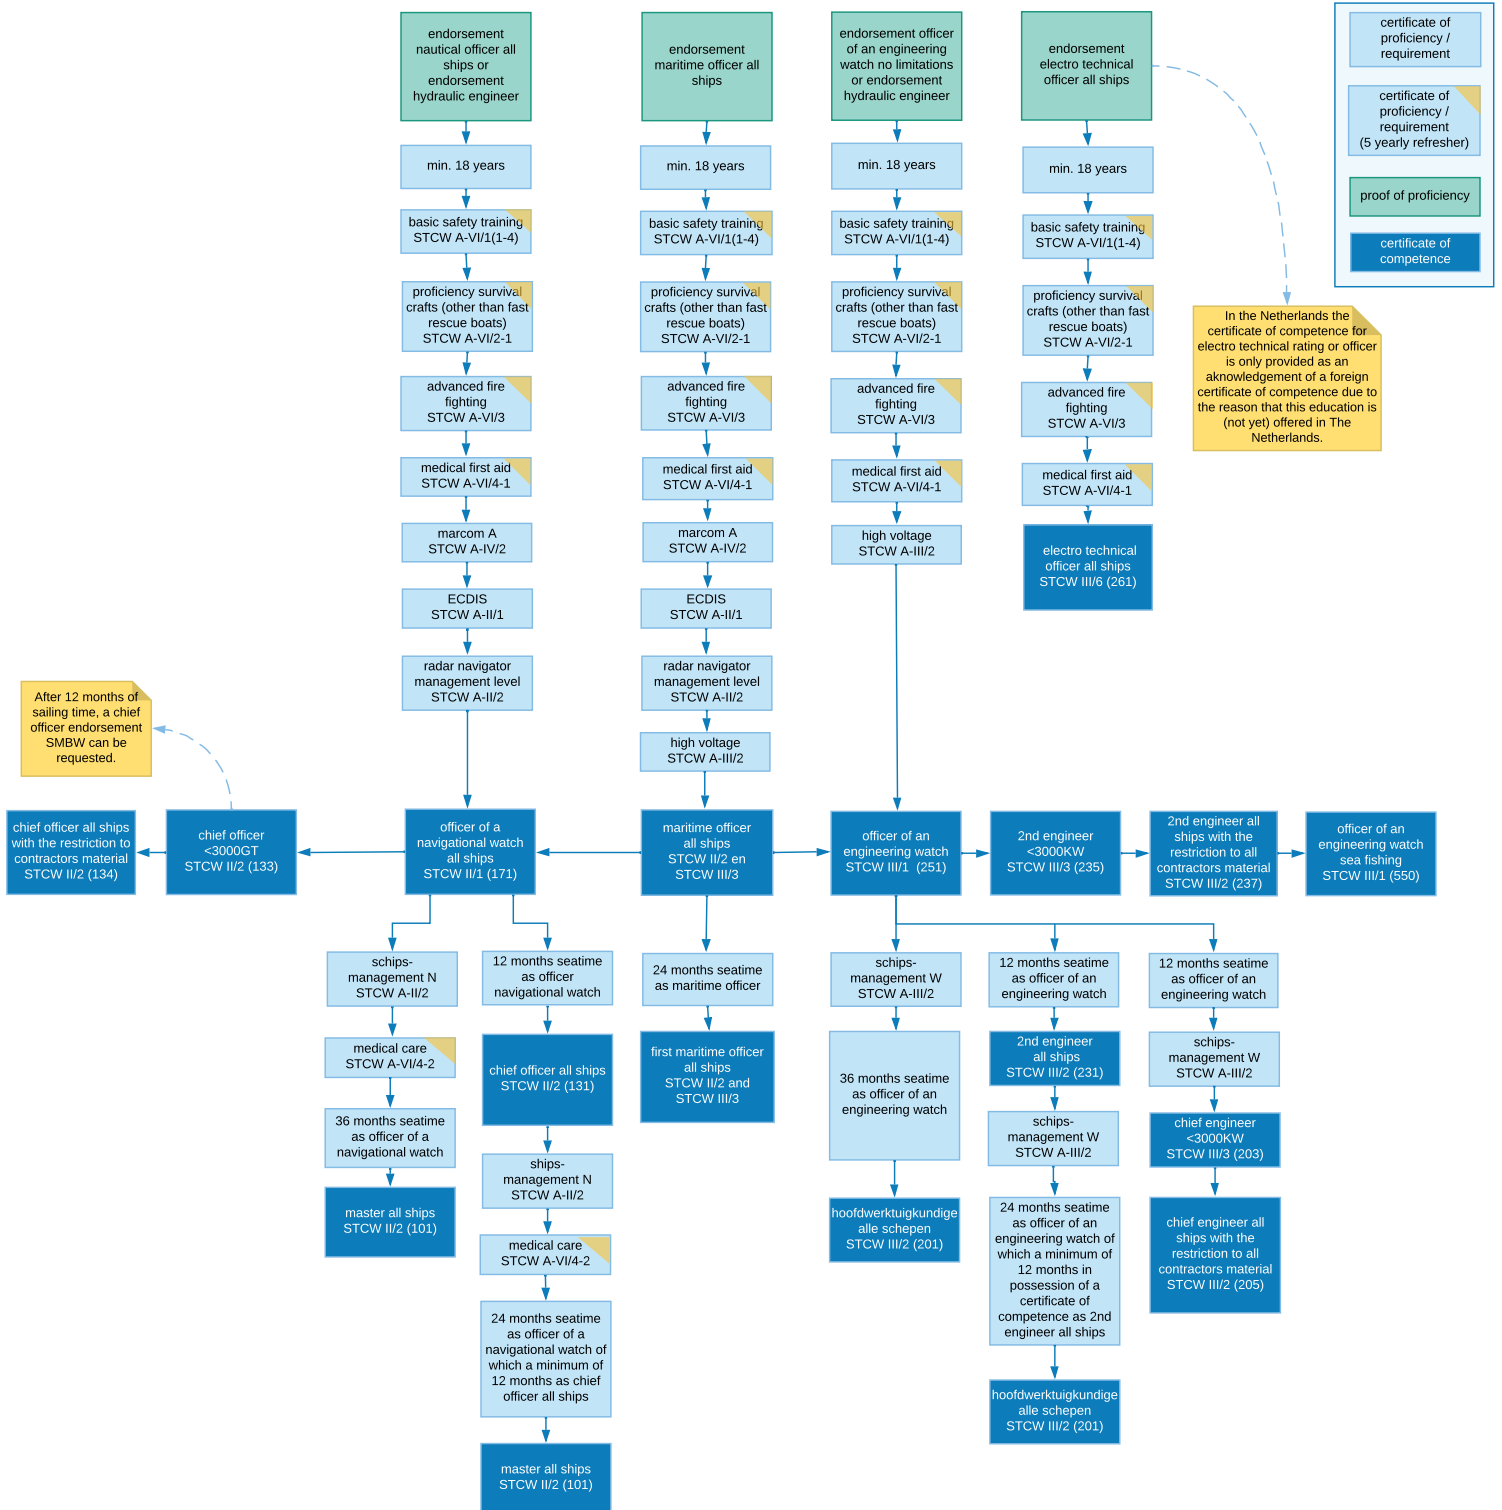 endorsement
nautical officer all
ships or
endorsement
hydraulic engineer
min. 18 years
basic safety training
STCW A-VI/1(1-4)
proficiency survival
crafts (other than fast
rescue boats)
STCW A-VI/2-1
advanced fire
fighting
STCW A-VI/3
medical first aid
STCW A-VI/4-1
marcom A
STCW A-IV/2
ECDIS
STCW A-II/1
radar navigator
management level
STCW A-II/2
endorsement
maritime officer all
ships
min. 18 years
basic safety training
STCW A-VI/1(1-4)
proficiency survival
crafts (other than fast
rescue boats)
STCW A-VI/2-1
advanced fire
fighting
STCW A-VI/3
medical first aid
STCW A-VI/4-1
marcom A
STCW A-IV/2
ECDIS
STCW A-II/1
radar navigator
management level
STCW A-II/2
high voltage
STCW A-III/2
endorsement officer
of an engineering
watch no limitations
or endorsement
hydraulic engineer
min. 18 years
basic safety training
STCW A-VI/1(1-4)
proficiency survival
crafts (other than fast
rescue boats)
STCW A-VI/2-1
advanced fire
fighting
STCW A-VI/3
medical first aid
STCW A-VI/4-1
high voltage
STCW A-III/2
endorsement
electro technical
officer all ships
min. 18 years
basic safety training
STCW A-VI/1(1-4)
proficiency survival
crafts (other than fast
rescue boats)
STCW A-VI/2-1
advanced fire
fighting
STCW A-VI/3
medical first aid
STCW A-VI/4-1
electro technical
officer all ships
STCW III/6 (261)
certificate of
proficiency /
requirement
certificate of
proficiency /
requirement
(5 yearly refresher)
proof of proficiency
certificate of
competence
In the Netherlands the
certificate of competence for
electro technical rating or officer
is only provided as an
aknowledgement of a foreign
certificate of competence due to
the reason that this education is
(not yet) offered in The
Netherlands.
After 12 months of
sailing time, a chief
officer endorsement
SMBW can be
requested.
chief officer all ships
with the restriction to
contractors material
STCW II/2 (134)
chief officer
<3000GT
STCW II/2 (133)
officer of a
navigational watch
all ships
STCW II/1 (171)
maritime officer
all ships
STCW II/2 en
STCW III/3
officer of an
engineering watch
STCW III/1 (251)
2nd engineer
<3000KW
STCW III/3 (235)
2nd engineer all
ships with the
restriction to all
contractors material
STCW III/2 (237)
officer of an
engineering watch
sea fishing
STCW III/1 (550)
schips-
management N
STCW A-II/2
medical care
STCW A-VI/4-2
36 months seatime
as officer of a
navigational watch
master all ships
STCW II/2 (101)
12 months seatime
as officer
navigational watch
chief officer all ships
STCW II/2 (131)
ships-
management N
STCW A-II/2
medical care
STCW A-VI/4-2
24 months seatime
as officer of a
navigational watch of
which a minimum of
12 months as chief
officer all ships
master all ships
STCW II/2 (101)
24 months seatime
as maritime officer
first maritime officer
all ships
STCW II/2 and
STCW III/3
schips-
management W
STCW A-III/2
36 months seatime
as officer of an
engineering watch
hoofdwerktuigkundige
alle schepen
STCW III/2 (201)
12 months seatime
as officer of an
engineering watch
2nd engineer
all ships
STCW III/2 (231)
schips-
management W
STCW A-III/2
24 months seatime
as officer of an
engineering watch of
which a minimum of
12 months in
possession of a
certificate of
competence as 2nd
engineer all ships
hoofdwerktuigkundige
alle schepen
STCW III/2 (201)
12 months seatime
as officer of an
engineering watch
schips-
management W
STCW A-III/2
chief engineer
<3000KW
STCW III/3 (203)
chief engineer all
ships with the
restriction to all
contractors material
STCW III/2 (205)